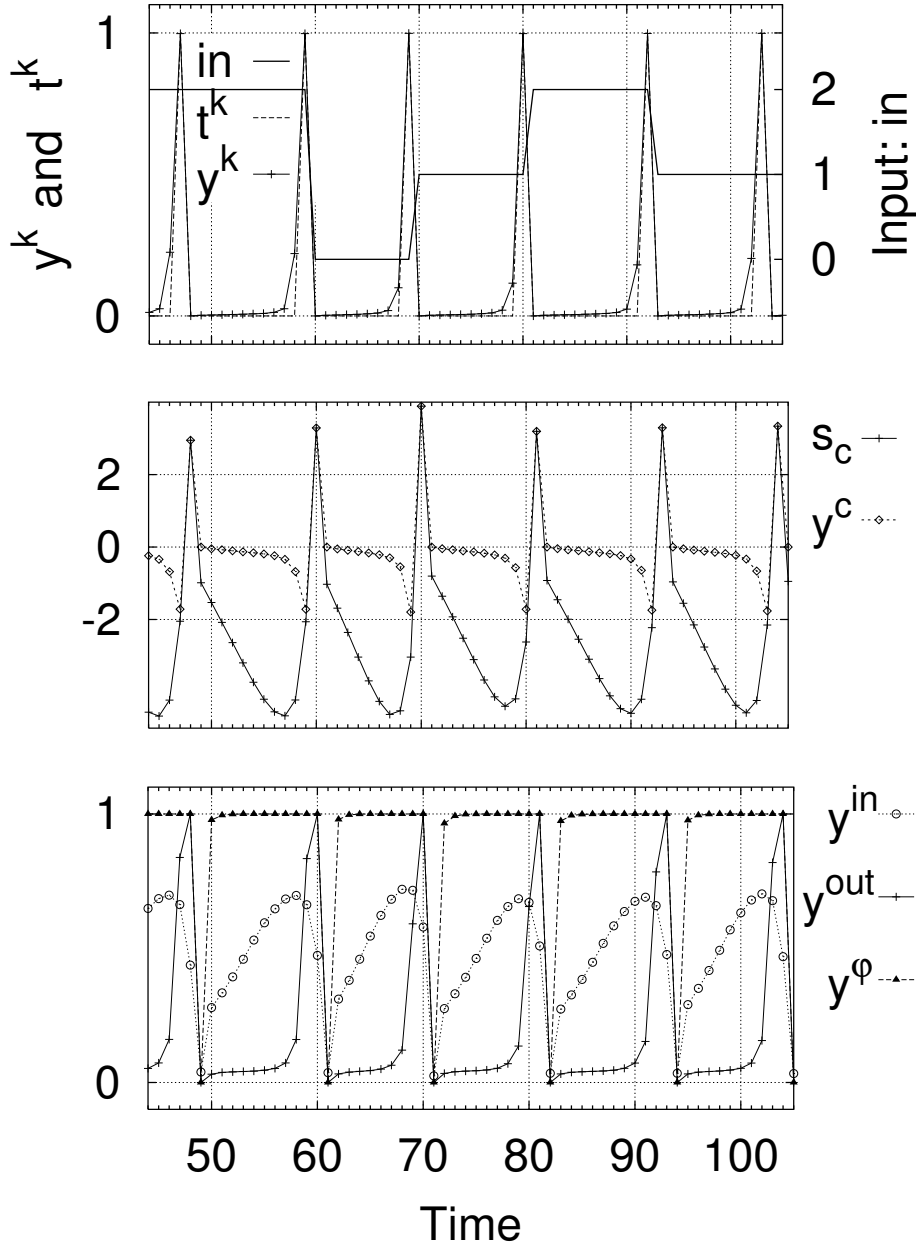 y^k and t^k
1
0
in
t^k
y^k
2
1
0
Input: in
2
0
-2
s_c
y^c
1
0
y^in
y^out
y^φ
50 60 70 80 90 100
Time